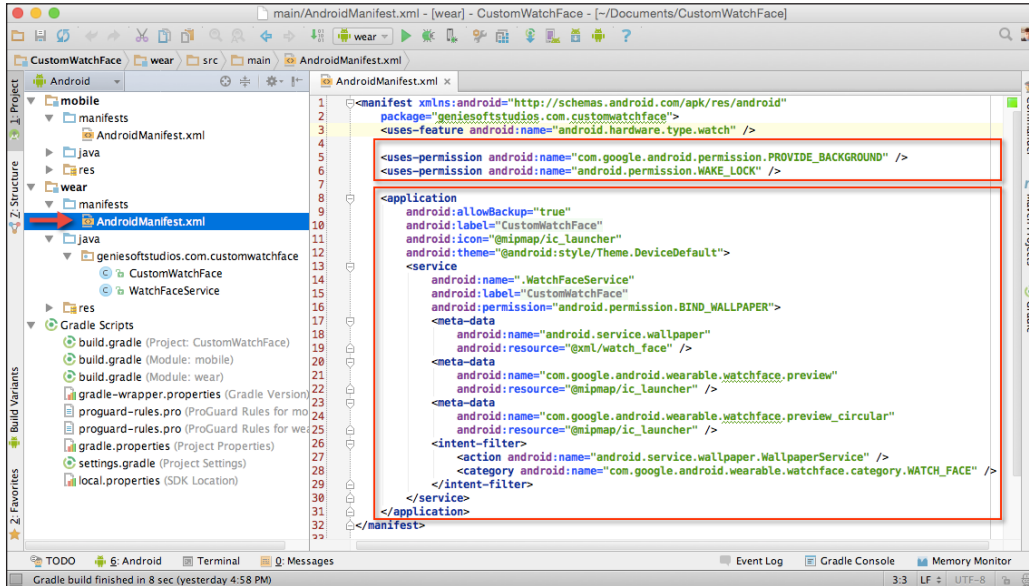 main/AndroidManifest.xml - [wear] - CustomWatchFace - [~/Documents/CustomWatchFace]
wear
CustomWatchFace wear src main AndroidManifest.xml
Android
AndroidManifest.xml ×
1: Project
Z: Structure
Build Variants
2: Favorites
mobile
manifests
AndroidManifest.xml
java
res
wear
manifests
AndroidManifest.xml
java
geniesoftstudios.com.customwatchface
CustomWatchFace
WatchFaceService
res
Gradle Scripts
build.gradle (Project: CustomWatchFace)
build.gradle (Module: mobile)
build.gradle (Module: wear)
gradle-wrapper.properties (Gradle Version)
proguard-rules.pro (ProGuard Rules for mo
proguard-rules.pro (ProGuard Rules for wea
gradle.properties (Project Properties)
settings.gradle (Project Settings)
local.properties (SDK Location)
1 <manifest xmlns:android="http://schemas.android.com/apk/res/android"
2 package="geniesoftstudios.com.customwatchface">
3 <uses-feature android:name="android.hardware.type.watch" />
4
5 <uses-permission android:name="com.google.android.permission.PROVIDE_BACKGROUND" />
6 <uses-permission android:name="android.permission.WAKE_LOCK" />
7
8 <application
9 android:allowBackup="true"
10 android:label="CustomWatchFace"
11 android:icon="@mipmap/ic_launcher"
12 android:theme="@android:style/Theme.DeviceDefault">
13 <service
14 android:name=".WatchFaceService"
15 android:label="CustomWatchFace"
16 android:permission="android.permission.BIND_WALLPAPER">
17 <meta-data
18 android:name="android.service.wallpaper"
19 android:resource="@xml/watch_face" />
20 <meta-data
21 android:name="com.google.android.wearable.watchface.preview"
22 android:resource="@mipmap/ic_launcher" />
23 <meta-data
24 android:name="com.google.android.wearable.watchface.preview_circular"
25 android:resource="@mipmap/ic_launcher" />
26 <intent-filter>
27 <action android:name="android.service.wallpaper.WallpaperService" />
28 <category android:name="com.google.android.wearable.watchface.category.WATCH_FACE" />
29 </intent-filter>
30 </service>
31 </application>
32 </manifest>
33
TODO 6: Android Terminal 0: Messages Event Log Gradle Console Memory Monitor
Gradle build finished in 8 sec (yesterday 4:58 PM) 3:3 LF UTF-8